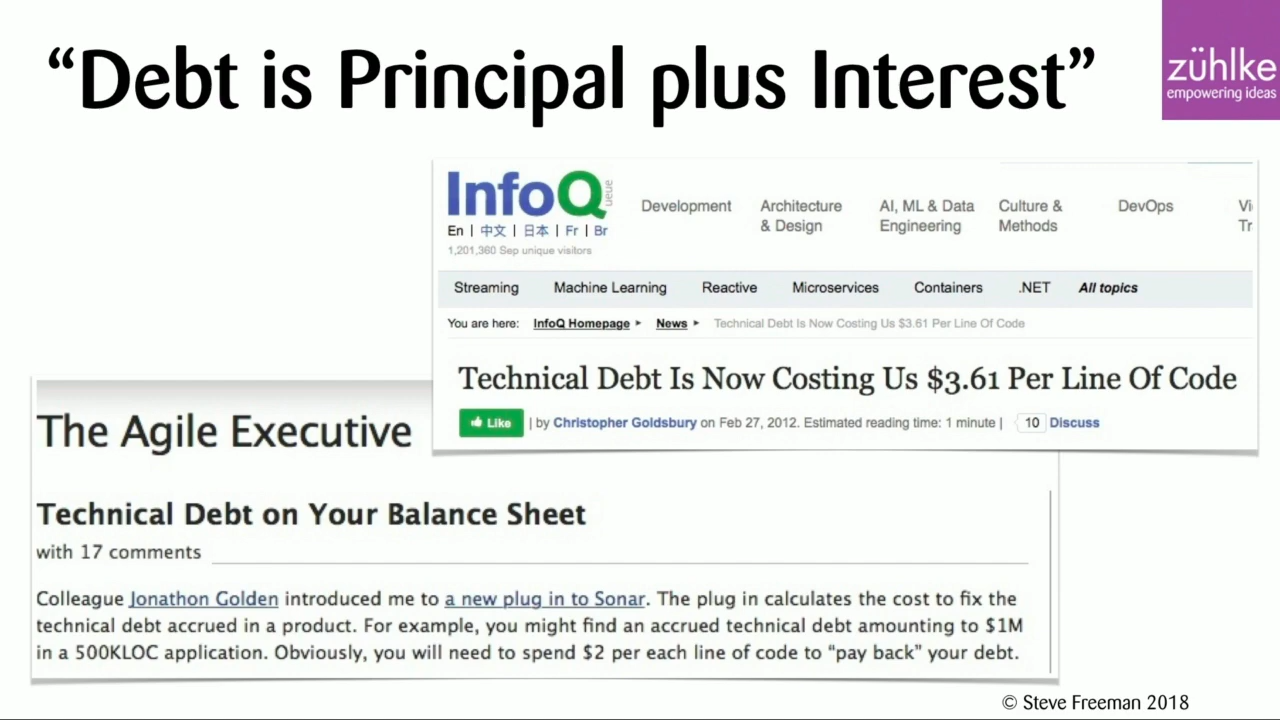 “Debt is Principal plus Interest”
zühlke
empowering ideas
InfoQ
ueue
En | 中文 | 日本 | Fr | Br
1,201,360 Sep unique visitors
Development
Architecture
& Design
AI, ML & Data
Engineering
Culture &
Methods
DevOps
Vi
Tr
Streaming Machine Learning Reactive Microservices Containers .NET All topics
You are here: InfoQ Homepage ▸ News ▸ Technical Debt Is Now Costing Us $3.61 Per Line Of Code
Technical Debt Is Now Costing Us $3.61 Per Line Of Code
Like | by Christopher Goldsbury on Feb 27, 2012. Estimated reading time: 1 minute | 10 Discuss
The Agile Executive
Technical Debt on Your Balance Sheet
with 17 comments
Colleague Jonathon Golden introduced me to a new plug in to Sonar. The plug in calculates the cost to fix the
technical debt accrued in a product. For example, you might find an accrued technical debt amounting to $1M
in a 500KLOC application. Obviously, you will need to spend $2 per each line of code to “pay back” your debt.
© Steve Freeman 2018